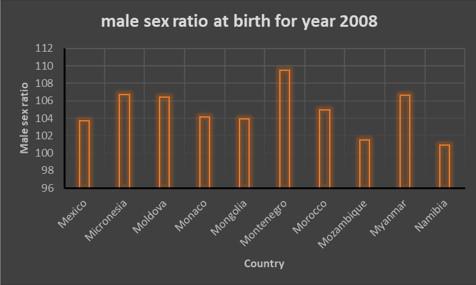 male sex ratio at birth for year 2008
Male sex ratio
112
110
108
106
104
102
100
98
96
Mexico
Micronesia
Moldova
Monaco
Mongolia
Montenegro
Morocco
Mozambique
Myanmar
Namibia
Country